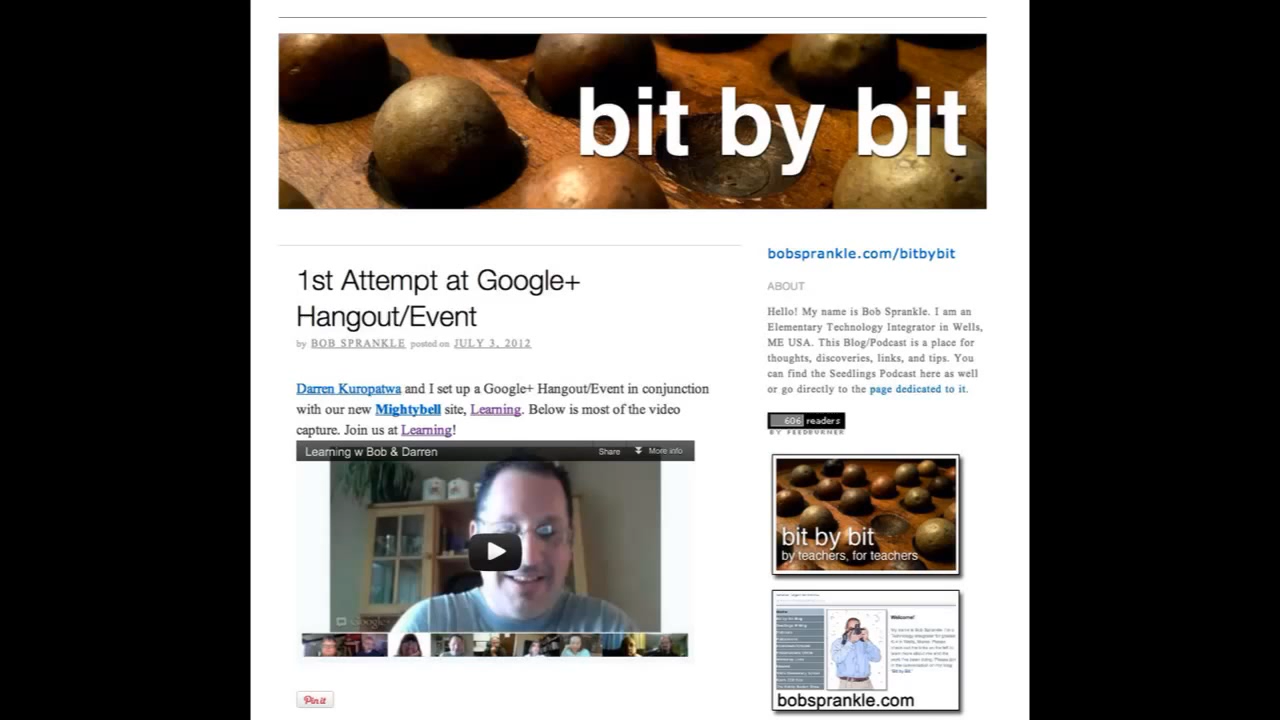 bit by bit
1st Attempt at Google+
Hangout/Event
by BOB SPRANKLE posted on JULY 3, 2012
Darren Kuropatwa and I set up a Google+ Hangout/Event in conjunction
with our new Mightybell site, Learning. Below is most of the video
capture. Join us at Learning!
Learning w Bob & Darren Share More info
Google+
Pin it
bobsprankle.com/bitbybit
ABOUT
Hello! My name is Bob Sprankle. I am an
Elementary Technology Integrator in Wells,
ME USA. This Blog/Podcast is a place for
thoughts, discoveries, links, and tips. You
can find the Seedlings Podcast here as well
or go directly to the page dedicated to it.
606 readers
BY FEEDBURNER
bit by bit
by teachers, for teachers
Welcome!
bobsprankle.com